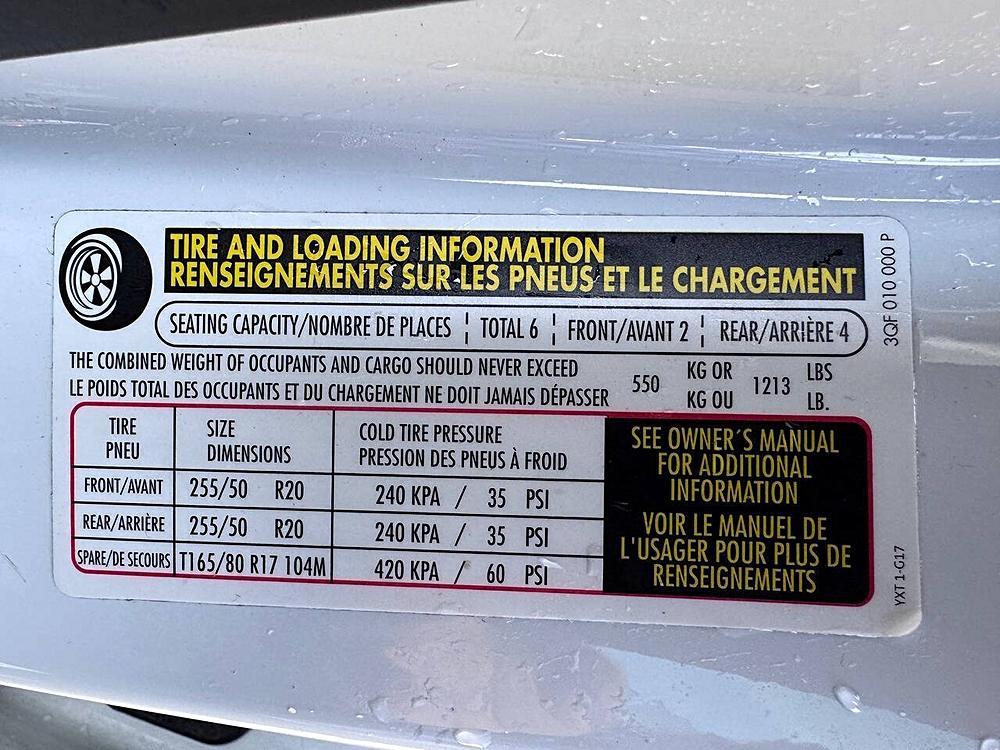 TIRE AND LOADING INFORMATION
RENSEIGNEMENTS SUR LES PNEUS ET LE CHARGEMENT
3QF 010 000 P
SEATING CAPACITY/NOMBRE DE PLACES ¦ TOTAL 6 ¦ FRONT/AVANT 2 ¦ REAR/ARRIÈRE 4
THE COMBINED WEIGHT OF OCCUPANTS AND CARGO SHOULD NEVER EXCEED
LE POIDS TOTAL DES OCCUPANTS ET DU CHARGEMENT NE DOIT JAMAIS DÉPASSER
550 KG OR 1213 LBS
KG OU LB.
TIRE SIZE COLD TIRE PRESSURE
PNEU DIMENSIONS PRESSION DES PNEUS À FROID
FRONT/AVANT 255/50 R20 240 KPA / 35 PSI
REAR/ARRIÈRE 255/50 R20 240 KPA / 35 PSI
SPARE/DE SECOURS T165/80 R17 104M 420 KPA / 60 PSI
SEE OWNER´S MANUAL
FOR ADDITIONAL
INFORMATION
VOIR LE MANUEL DE
L'USAGER POUR PLUS DE
RENSEIGNEMENTS
YXT 1-G17